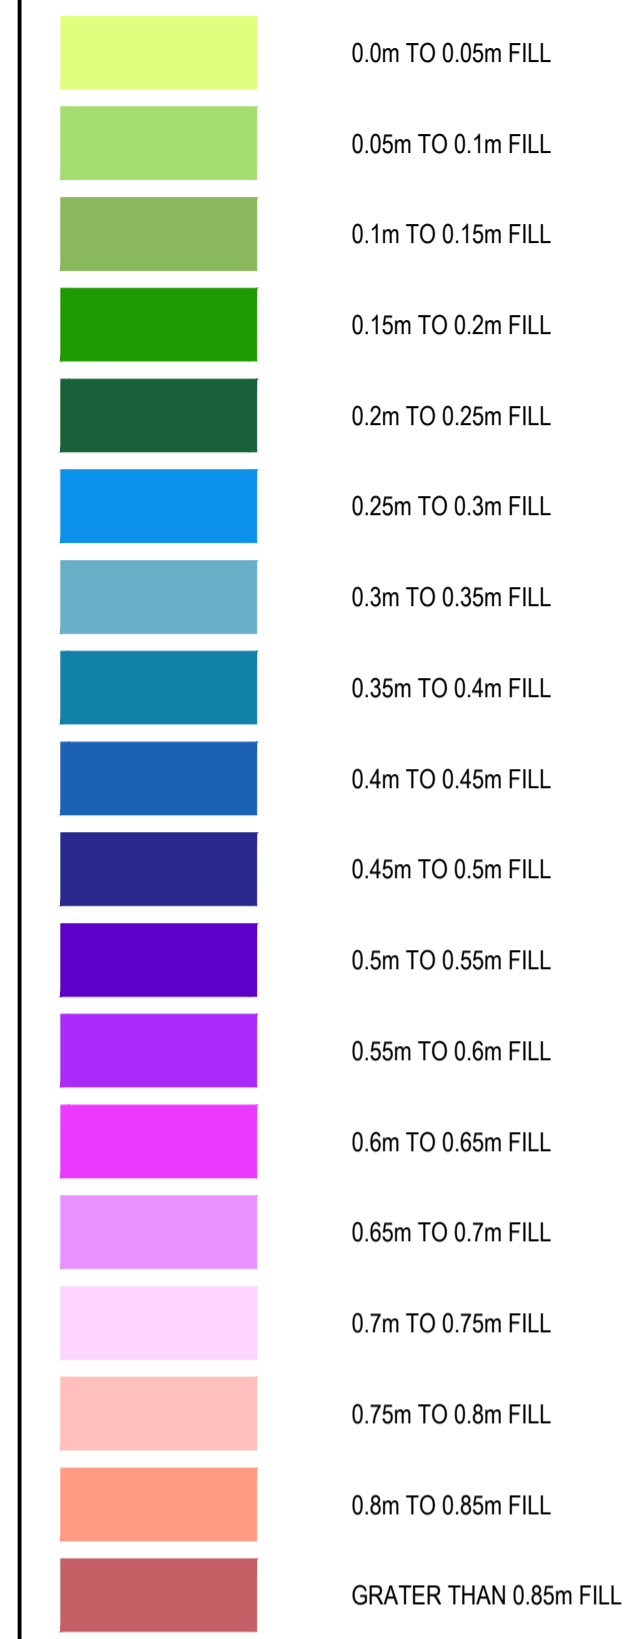 0.0m TO 0.05m FILL
0.05m TO 0.1m FILL
0.1m TO 0.15m FILL
0.15m TO 0.2m FILL
0.2m TO 0.25m FILL
0.25m TO 0.3m FILL
0.3m TO 0.35m FILL
0.35m TO 0.4m FILL
0.4m TO 0.45m FILL
0.45m TO 0.5m FILL
0.5m TO 0.55m FILL
0.55m TO 0.6m FILL
0.6m TO 0.65m FILL
0.65m TO 0.7m FILL
0.7m TO 0.75m FILL
0.75m TO 0.8m FILL
0.8m TO 0.85m FILL
GRATER THAN 0.85m FILL